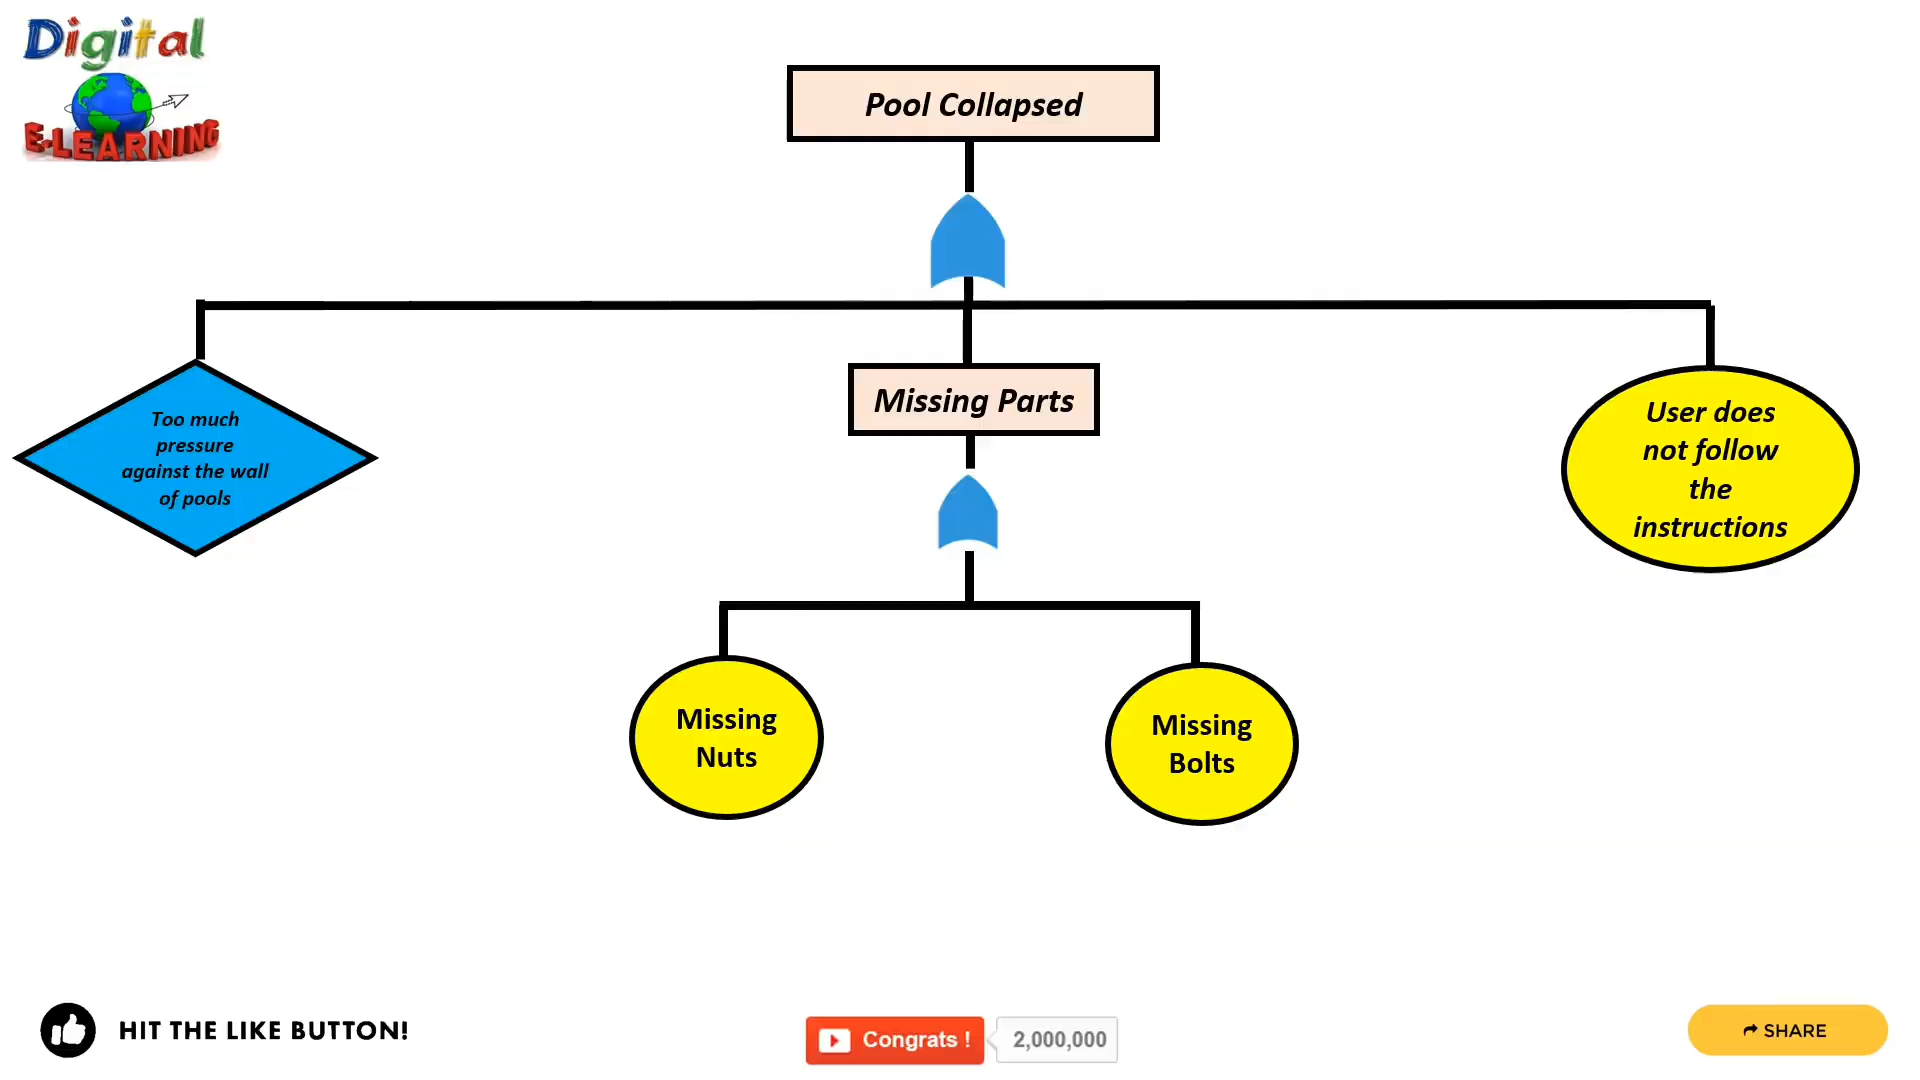 Digital
E-LEARNING
Pool Collapsed
Too much
pressure
against the wall
of pools
Missing Parts
User does
not follow
the
instructions
Missing
Nuts
Missing
Bolts
HIT THE LIKE BUTTON!
Congrats !
2,000,000
SHARE